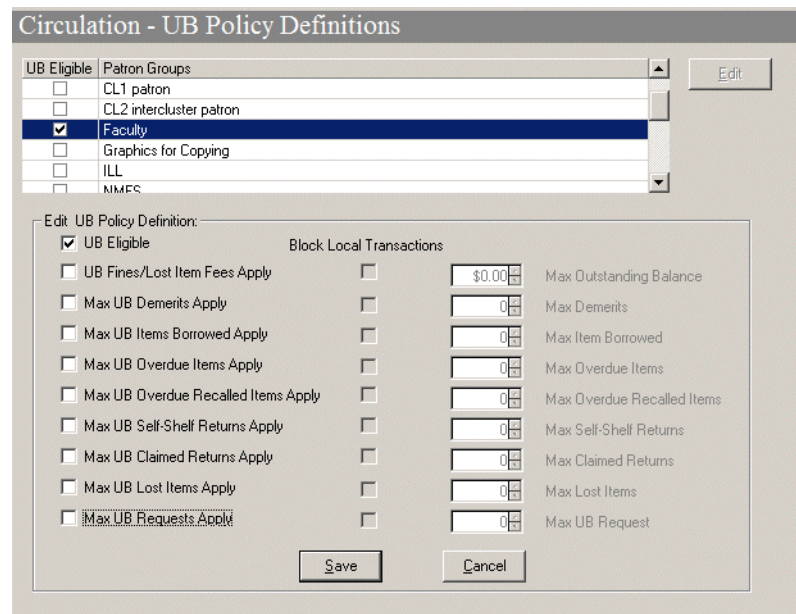 Circulation - UB Policy Definitions
UB Eligible Patron Groups
Edit
CL1 patron
CL2 intercluster patron
Faculty
Graphics for Copying
ILL
NMFS
Edit UB Policy Definition:
UB Eligible Block Local Transactions
UB Fines/Lost Item Fees Apply $0.00 Max Outstanding Balance
Max UB Demerits Apply 0 Max Demerits
Max UB Items Borrowed Apply 0 Max Item Borrowed
Max UB Overdue Items Apply 0 Max Overdue Items
Max UB Overdue Recalled Items Apply 0 Max Overdue Recalled Items
Max UB Self-Shelf Returns Apply 0 Max Self-Shelf Returns
Max UB Claimed Returns Apply 0 Max Claimed Returns
Max UB Lost Items Apply 0 Max Lost Items
Max UB Requests Apply 0 Max UB Request
Save Cancel